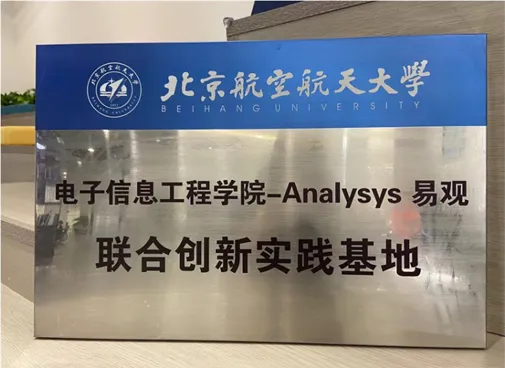 北京航空航天大學
BEIHANG UNIVERSITY
电子信息工程学院-Analysys 易观
联合创新实践基地